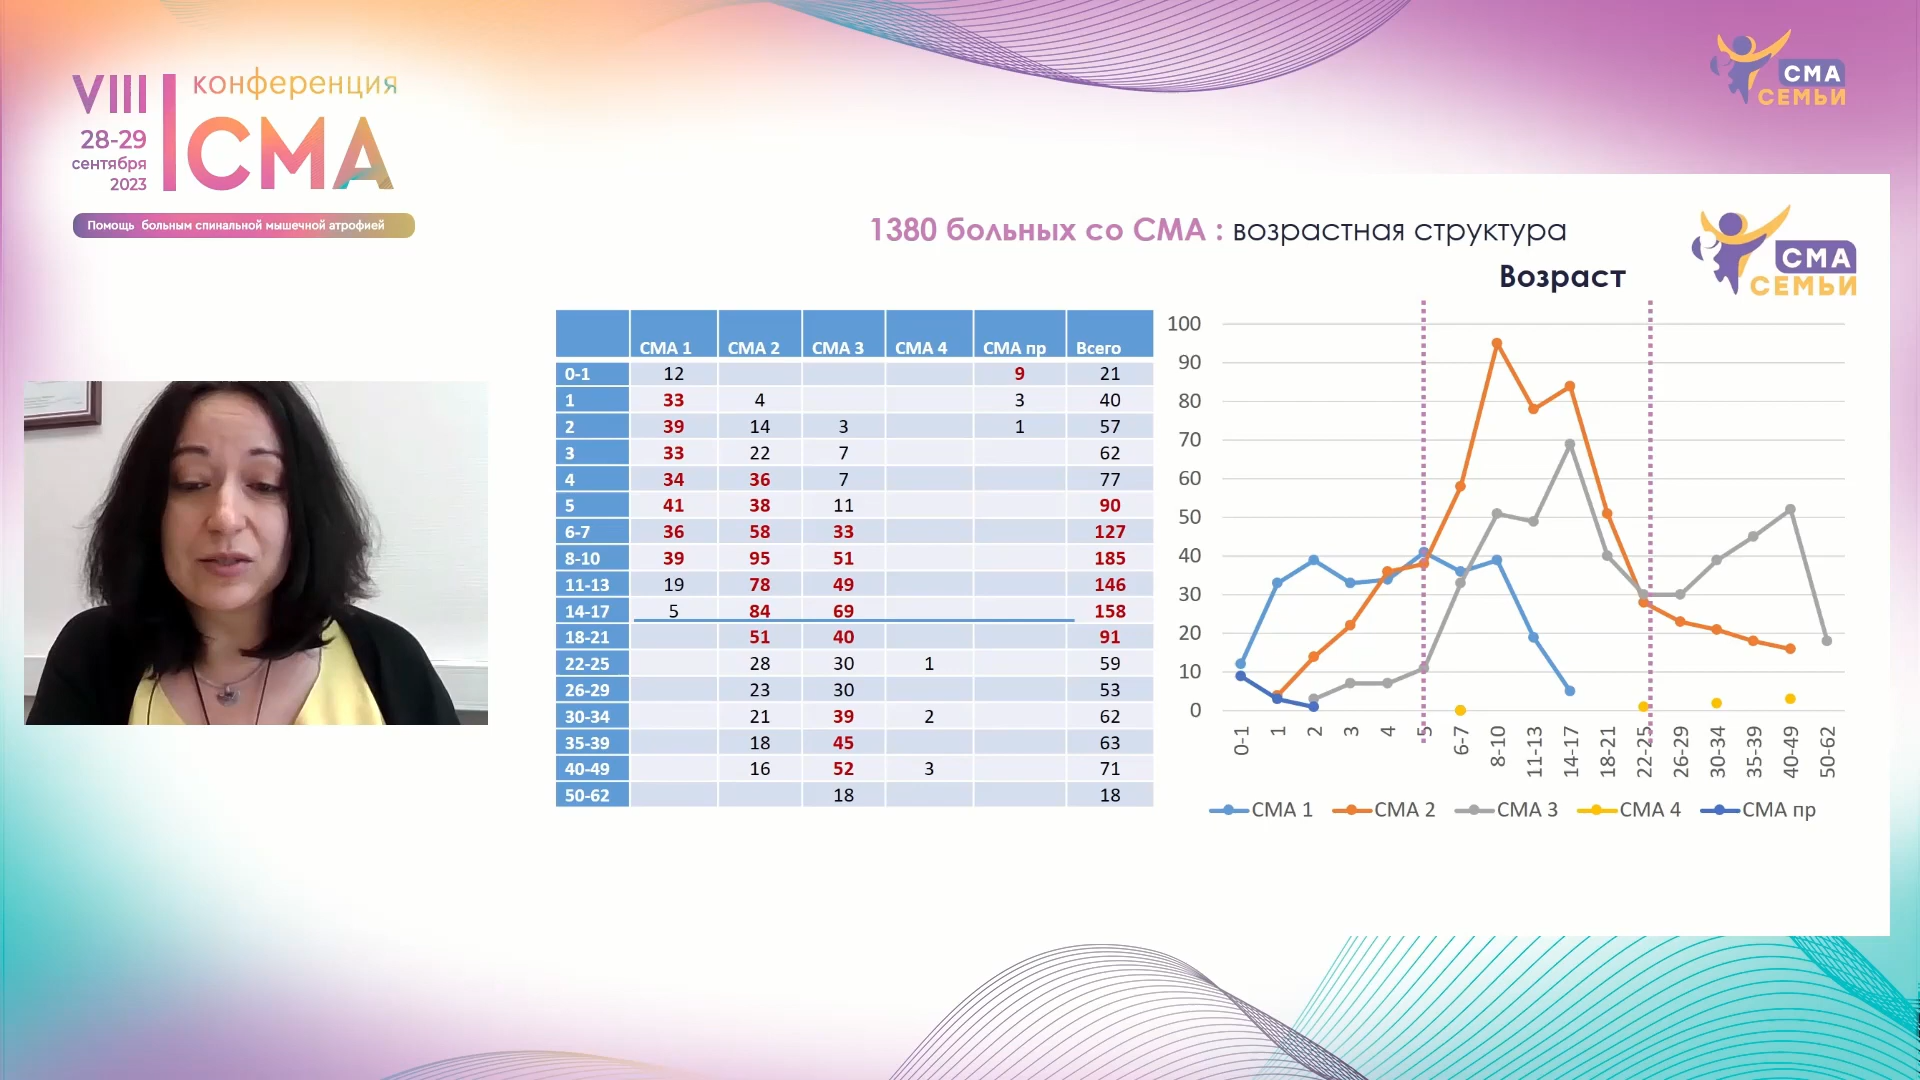 VIII
конференция
28-29
сентября
2023
СМА
Помощь больным спинальной мышечной атрофией
СМА
СЕМЬИ
1380 больных со СМА : возрастная структура
Возраст
СМА
СЕМЬИ
СМА 1 СМА 2 СМА 3 СМА 4 СМА пр Всего
0-1 12 9 21
1 33 4 3 40
2 39 14 3 1 57
3 33 22 7 62
4 34 36 7 77
5 41 38 11 90
6-7 36 58 33 127
8-10 39 95 51 185
11-13 19 78 49 146
14-17 5 84 69 158
18-21 51 40 91
22-25 28 30 1 59
26-29 23 30 53
30-34 21 39 2 62
35-39 18 45 63
40-49 16 52 3 71
50-62 18 18
100
90
80
70
60
50
40
30
20
10
0
0-1 1 2 3 4 5 6-7 8-10 11-13 14-17 18-21 22-25 26-29 30-34 35-39 40-49 50-62
СМА 1 СМА 2 СМА 3 СМА 4 СМА пр